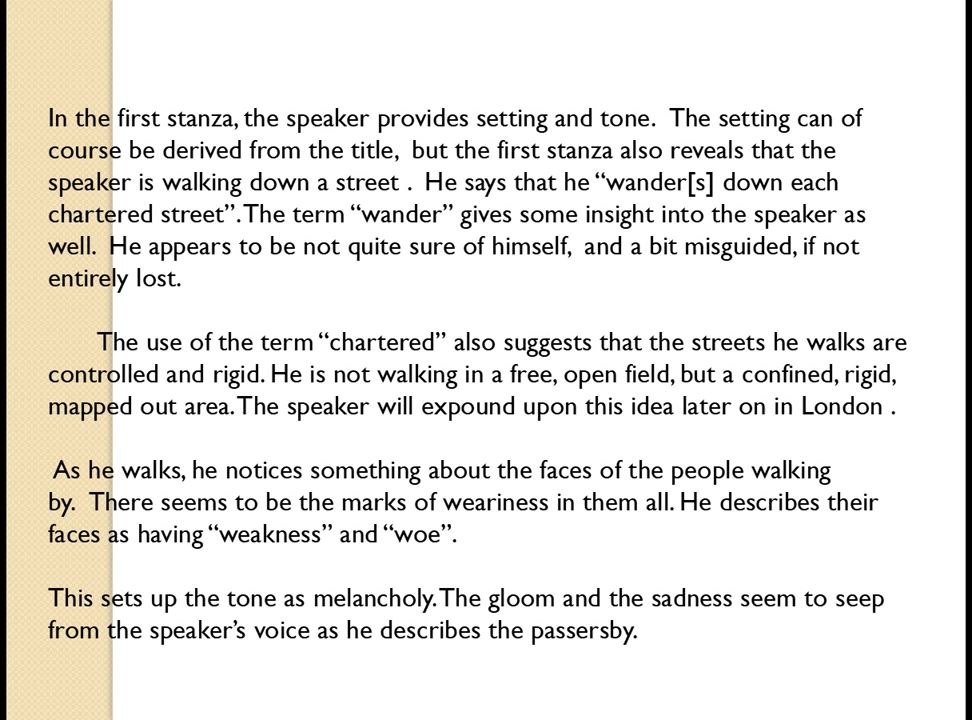 In the first stanza, the speaker provides setting and tone.  The setting can of
course be derived from the title,  but the first stanza also reveals that the
speaker is walking down a street .  He says that he “wander[s] down each
chartered street”. The term “wander” gives some insight into the speaker as
well.  He appears to be not quite sure of himself,  and a bit misguided, if not
entirely lost.
The use of the term “chartered” also suggests that the streets he walks are
controlled and rigid. He is not walking in a free, open field, but a confined, rigid,
mapped out area. The speaker will expound upon this idea later on in London .
As he walks, he notices something about the faces of the people walking
by.  There seems to be the marks of weariness in them all. He describes their
faces as having “weakness” and “woe”.
This sets up the tone as melancholy. The gloom and the sadness seem to seep
from the speaker’s voice as he describes the passersby.